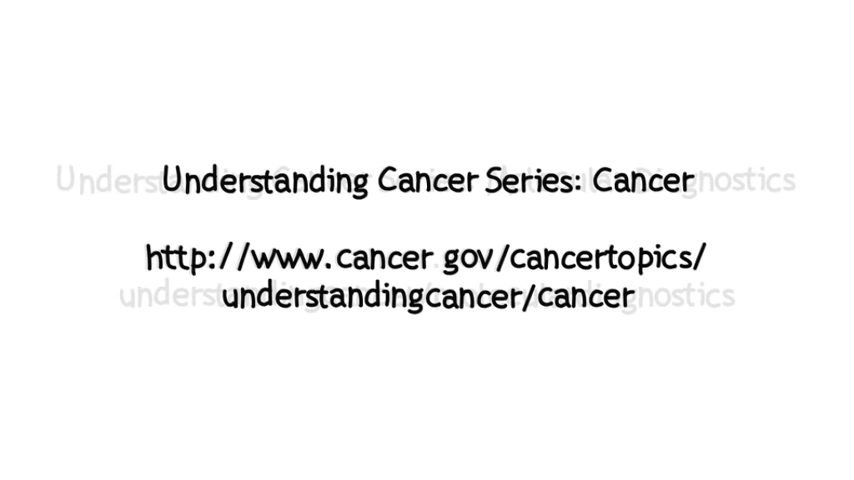 Understanding Cancer Series: Cancer
http://www.cancer gov/cancertopics/
understandingcancer/cancer